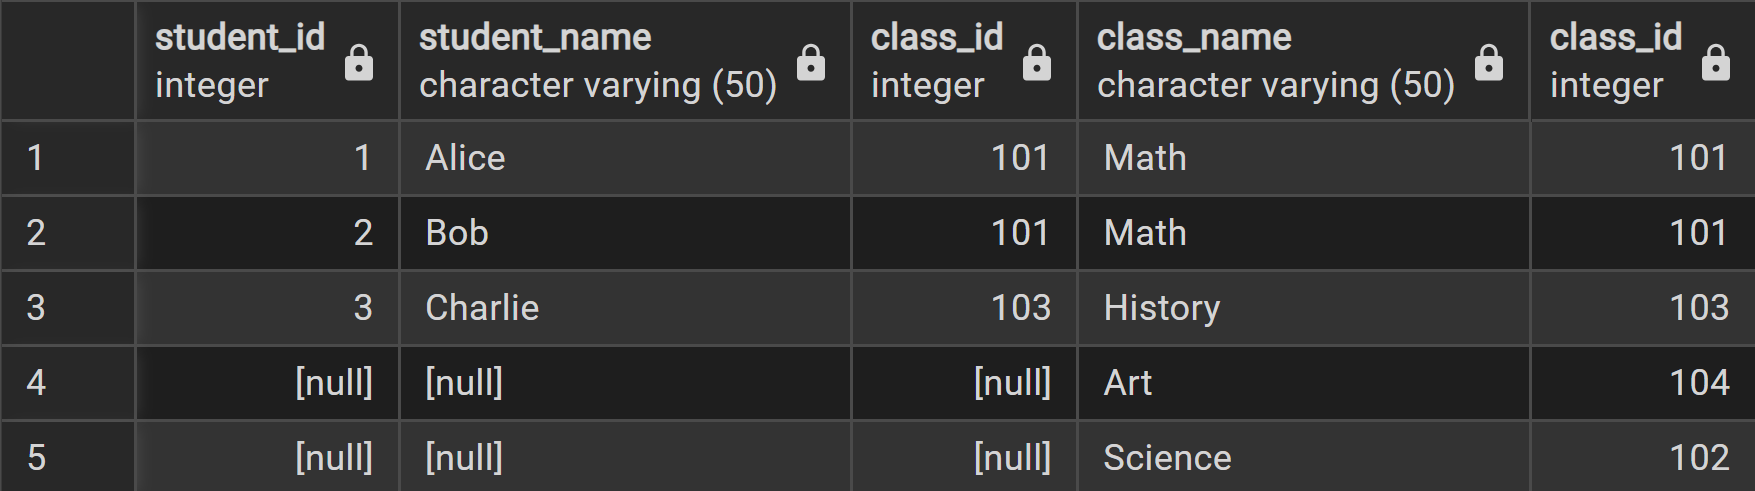 student_id student_name class_id class_name class_id
integer character varying (50) integer character varying (50) integer
1 1 Alice 101 Math 101
2 2 Bob 101 Math 101
3 3 Charlie 103 History 103
4 [null] [null] [null] Art 104
5 [null] [null] [null] Science 102